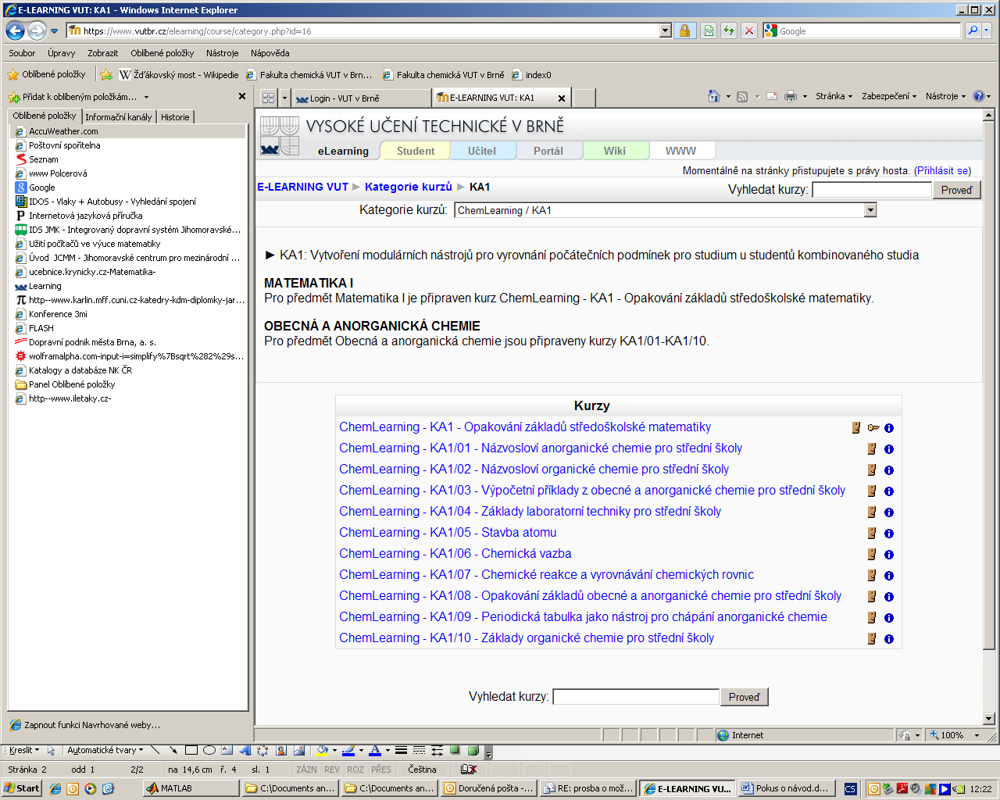 E-LEARNING VUT: KA1 - Windows Internet Explorer
https://www.vutbr.cz/elearning/course/category.php?id=16
Google
Soubor Úpravy Zobrazit Oblíbené položky Nástroje Nápověda
Oblíbené položky Žďákovský most - Wikipedie Fakulta chemická VUT v Brn... Fakulta chemická VUT v Brně index0
Přidat k oblíbeným položkám...
Login - VUT v Brně
E-LEARNING VUT: KA1
Stránka Zabezpečení Nástroje
Oblíbené položky Informační kanály Historie
AccuWeather.com
Poštovní spořitelna
Seznam
www Polcerová
Google
IDOS - Vlaky + Autobusy - Vyhledání spojení
Internetová jazyková příručka
IDS JMK - Integrovaný dopravní systém Jihomoravské...
Užití počítačů ve výuce matematiky
Úvod JCMM - Jihomoravské centrum pro mezinárodní ...
ucebnice.krynicky.cz-Matematika-
Learning
http--www.karlin.mff.cuni.cz-katedry-kdm-diplomky-jar...
Konference 3mi
FLASH
Dopravní podnik města Brna, a. s.
wolframalpha.com-input-i=simplify%7Bsqrt%282%29s...
Katalogy a databáze NK ČR
Panel Oblíbené položky
http--www.iletaky.cz-
Zapnout funkci Navrhované weby...
VYSOKÉ UČENÍ TECHNICKÉ V BRNĚ
eLearning Student Učitel Portál Wiki WWW
Momentálně na stránky přistupujete s právy hosta. (Přihlásit se)
E-LEARNING VUT ► Kategorie kurzů ► KA1
Vyhledat kurzy: Proveď
Kategorie kurzů: ChemLearning / KA1
► KA1: Vytvoření modulárních nástrojů pro vyrovnání počátečních podmínek pro studium u studentů kombinovaného studia
MATEMATIKA I
Pro předmět Matematika I je připraven kurz ChemLearning - KA1 - Opakování základů středoškolské matematiky.
OBECNÁ A ANORGANICKÁ CHEMIE
Pro předmět Obecná a anorganická chemie jsou připraveny kurzy KA1/01-KA1/10.
Kurzy
ChemLearning - KA1 - Opakování základů středoškolské matematiky
ChemLearning - KA1/01 - Názvosloví anorganické chemie pro střední školy
ChemLearning - KA1/02 - Názvosloví organické chemie pro střední školy
ChemLearning - KA1/03 - Výpočetní příklady z obecné a anorganické chemie pro střední školy
ChemLearning - KA1/04 - Základy laboratorní techniky pro střední školy
ChemLearning - KA1/05 - Stavba atomu
ChemLearning - KA1/06 - Chemická vazba
ChemLearning - KA1/07 - Chemické reakce a vyrovnávání chemických rovnic
ChemLearning - KA1/08 - Opakování základů obecné a anorganické chemie pro střední školy
ChemLearning - KA1/09 - Periodická tabulka jako nástroj pro chápání anorganické chemie
ChemLearning - KA1/10 - Základy organické chemie pro střední školy
Vyhledat kurzy: Proveď
Internet 100%
Kreslit Automatické tvary
Stránka 2 odd 1 2/2 na 14,6 cm ř. 4 sl. 1 ZÁZN REV ROZ PŘES Čeština
Start MATLAB C:\Documents an... C:\Documents an... Doručená pošta -... RE: prosba o mož... E-LEARNING VU... Pokus o návod.d... CS 12:22